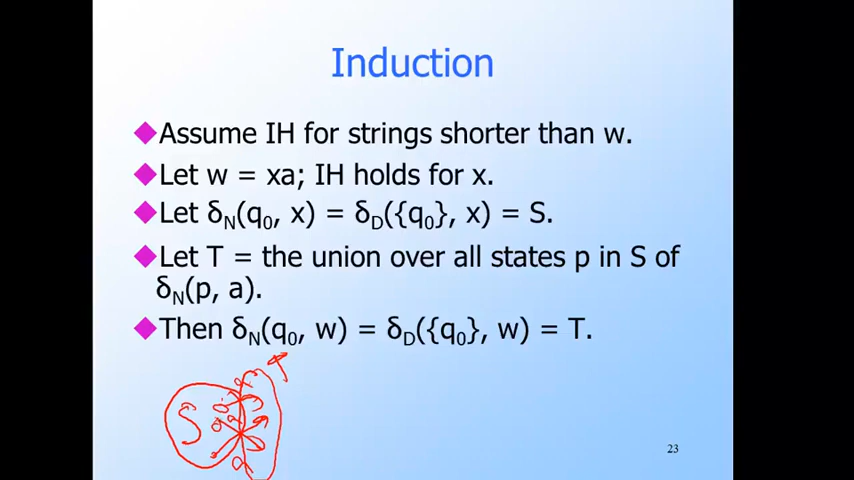 Induction
◆Assume IH for strings shorter than w.
◆Let w = xa; IH holds for x.
◆Let δN(q0, x) = δD({q0}, x) = S.
◆Let T = the union over all states p in S of
δN(p, a).
◆Then δN(q0, w) = δD({q0}, w) = T.
T
S
23